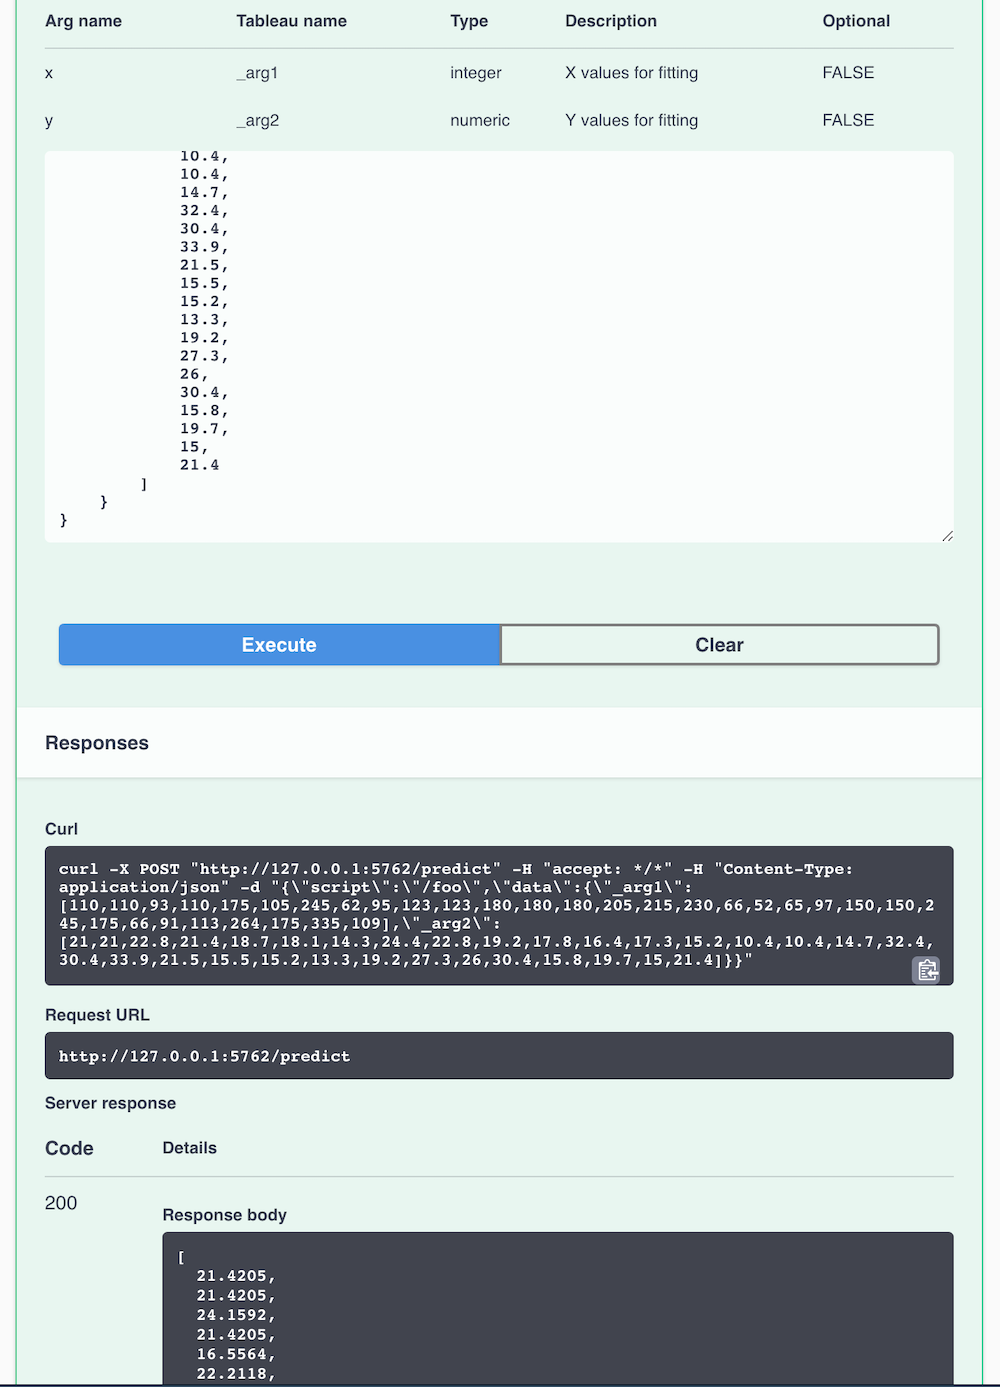 Arg name Tableau name Type Description Optional
x _arg1 integer X values for fitting FALSE
y _arg2 numeric Y values for fitting FALSE
10.4,
10.4,
14.7,
32.4,
30.4,
33.9,
21.5,
15.5,
15.2,
13.3,
19.2,
27.3,
26,
30.4,
15.8,
19.7,
15,
21.4
]
}
}
Execute Clear
Responses
Curl
curl -X POST "http://127.0.0.1:5762/predict" -H "accept: */*" -H "Content-Type:
application/json" -d "{\"script\":\"/foo\",\"data\":{\"_arg1\":
[110,110,93,110,175,105,245,62,95,123,123,180,180,180,205,215,230,66,52,65,97,150,150,2
45,175,66,91,113,264,175,335,109],\"_arg2\":
[21,21,22.8,21.4,18.7,18.1,14.3,24.4,22.8,19.2,17.8,16.4,17.3,15.2,10.4,10.4,14.7,32.4,
30.4,33.9,21.5,15.5,15.2,13.3,19.2,27.3,26,30.4,15.8,19.7,15,21.4]}}"
Request URL
http://127.0.0.1:5762/predict
Server response
Code Details
200
Response body
[
21.4205,
21.4205,
24.1592,
21.4205,
16.5564,
22.2118,